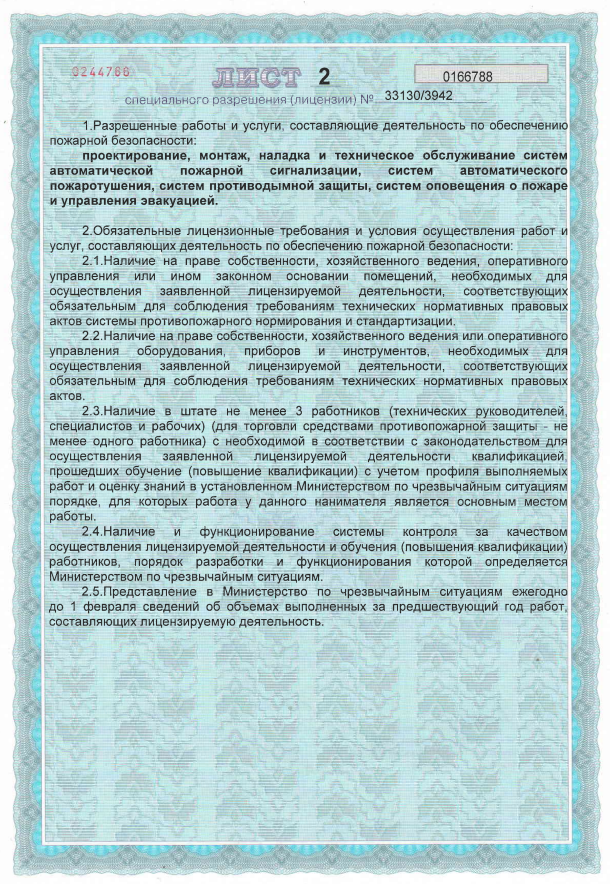 0244766
ЛИСТ 2
0166788
специального разрешения (лицензии) № 33130/3942
1.Разрешенные работы и услуги, составляющие деятельность по обеспечению
пожарной безопасности:
проектирование, монтаж, наладка и техническое обслуживание систем
автоматической пожарной сигнализации, систем автоматического
пожаротушения, систем противодымной защиты, систем оповещения о пожаре
и управления эвакуацией.
2.Обязательные лицензионные требования и условия осуществления работ и
услуг, составляющих деятельность по обеспечению пожарной безопасности:
2.1.Наличие на праве собственности, хозяйственного ведения, оперативного
управления или ином законном основании помещений, необходимых для
осуществления заявленной лицензируемой деятельности, соответствующих
обязательным для соблюдения требованиям технических нормативных правовых
актов системы противопожарного нормирования и стандартизации.
2.2.Наличие на праве собственности, хозяйственного ведения или оперативного
управления оборудования, приборов и инструментов, необходимых для
осуществления заявленной лицензируемой деятельности, соответствующих
обязательным для соблюдения требованиям технических нормативных правовых
актов.
2.3.Наличие в штате не менее 3 работников (технических руководителей,
специалистов и рабочих) (для торговли средствами противопожарной защиты - не
менее одного работника) с необходимой в соответствии с законодательством для
осуществления заявленной лицензируемой деятельности квалификацией,
прошедших обучение (повышение квалификации) с учетом профиля выполняемых
работ и оценку знаний в установленном Министерством по чрезвычайным ситуациям
порядке, для которых работа у данного нанимателя является основным местом
работы.
2.4.Наличие и функционирование системы контроля за качеством
осуществления лицензируемой деятельности и обучения (повышения квалификации)
работников, порядок разработки и функционирования которой определяется
Министерством по чрезвычайным ситуациям.
2.5.Представление в Министерство по чрезвычайным ситуациям ежегодно
до 1 февраля сведений об объемах выполненных за предшествующий год работ,
составляющих лицензируемую деятельность.